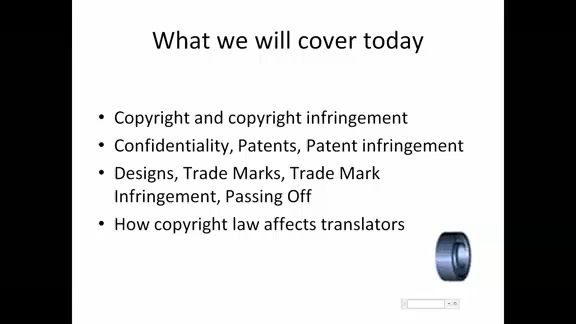 What we will cover today
• Copyright and copyright infringement
• Confidentiality, Patents, Patent infringement
• Designs, Trade Marks, Trade Mark
Infringement, Passing Off
• How copyright law affects translators